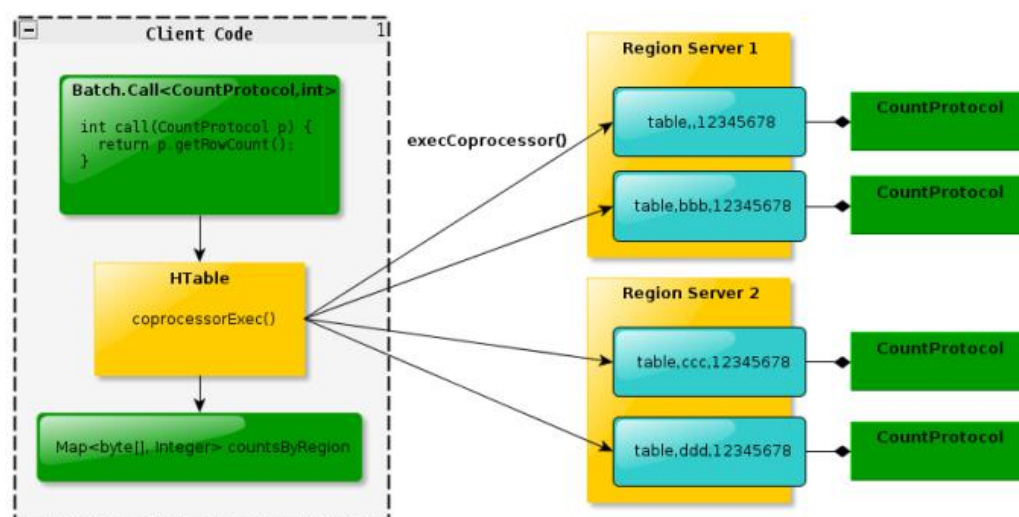 Client Code
1
Batch.Call<CountProtocol,int>
int call(CountProtocol p) {
return p.getRowCount();
}
HTable
coprocessorExec()
Map<byte[], Integer> countsByRegion
execCoprocessor()
Region Server 1
table,,12345678
CountProtocol
table,bbb,12345678
CountProtocol
Region Server 2
table,ccc,12345678
CountProtocol
table,ddd,12345678
CountProtocol